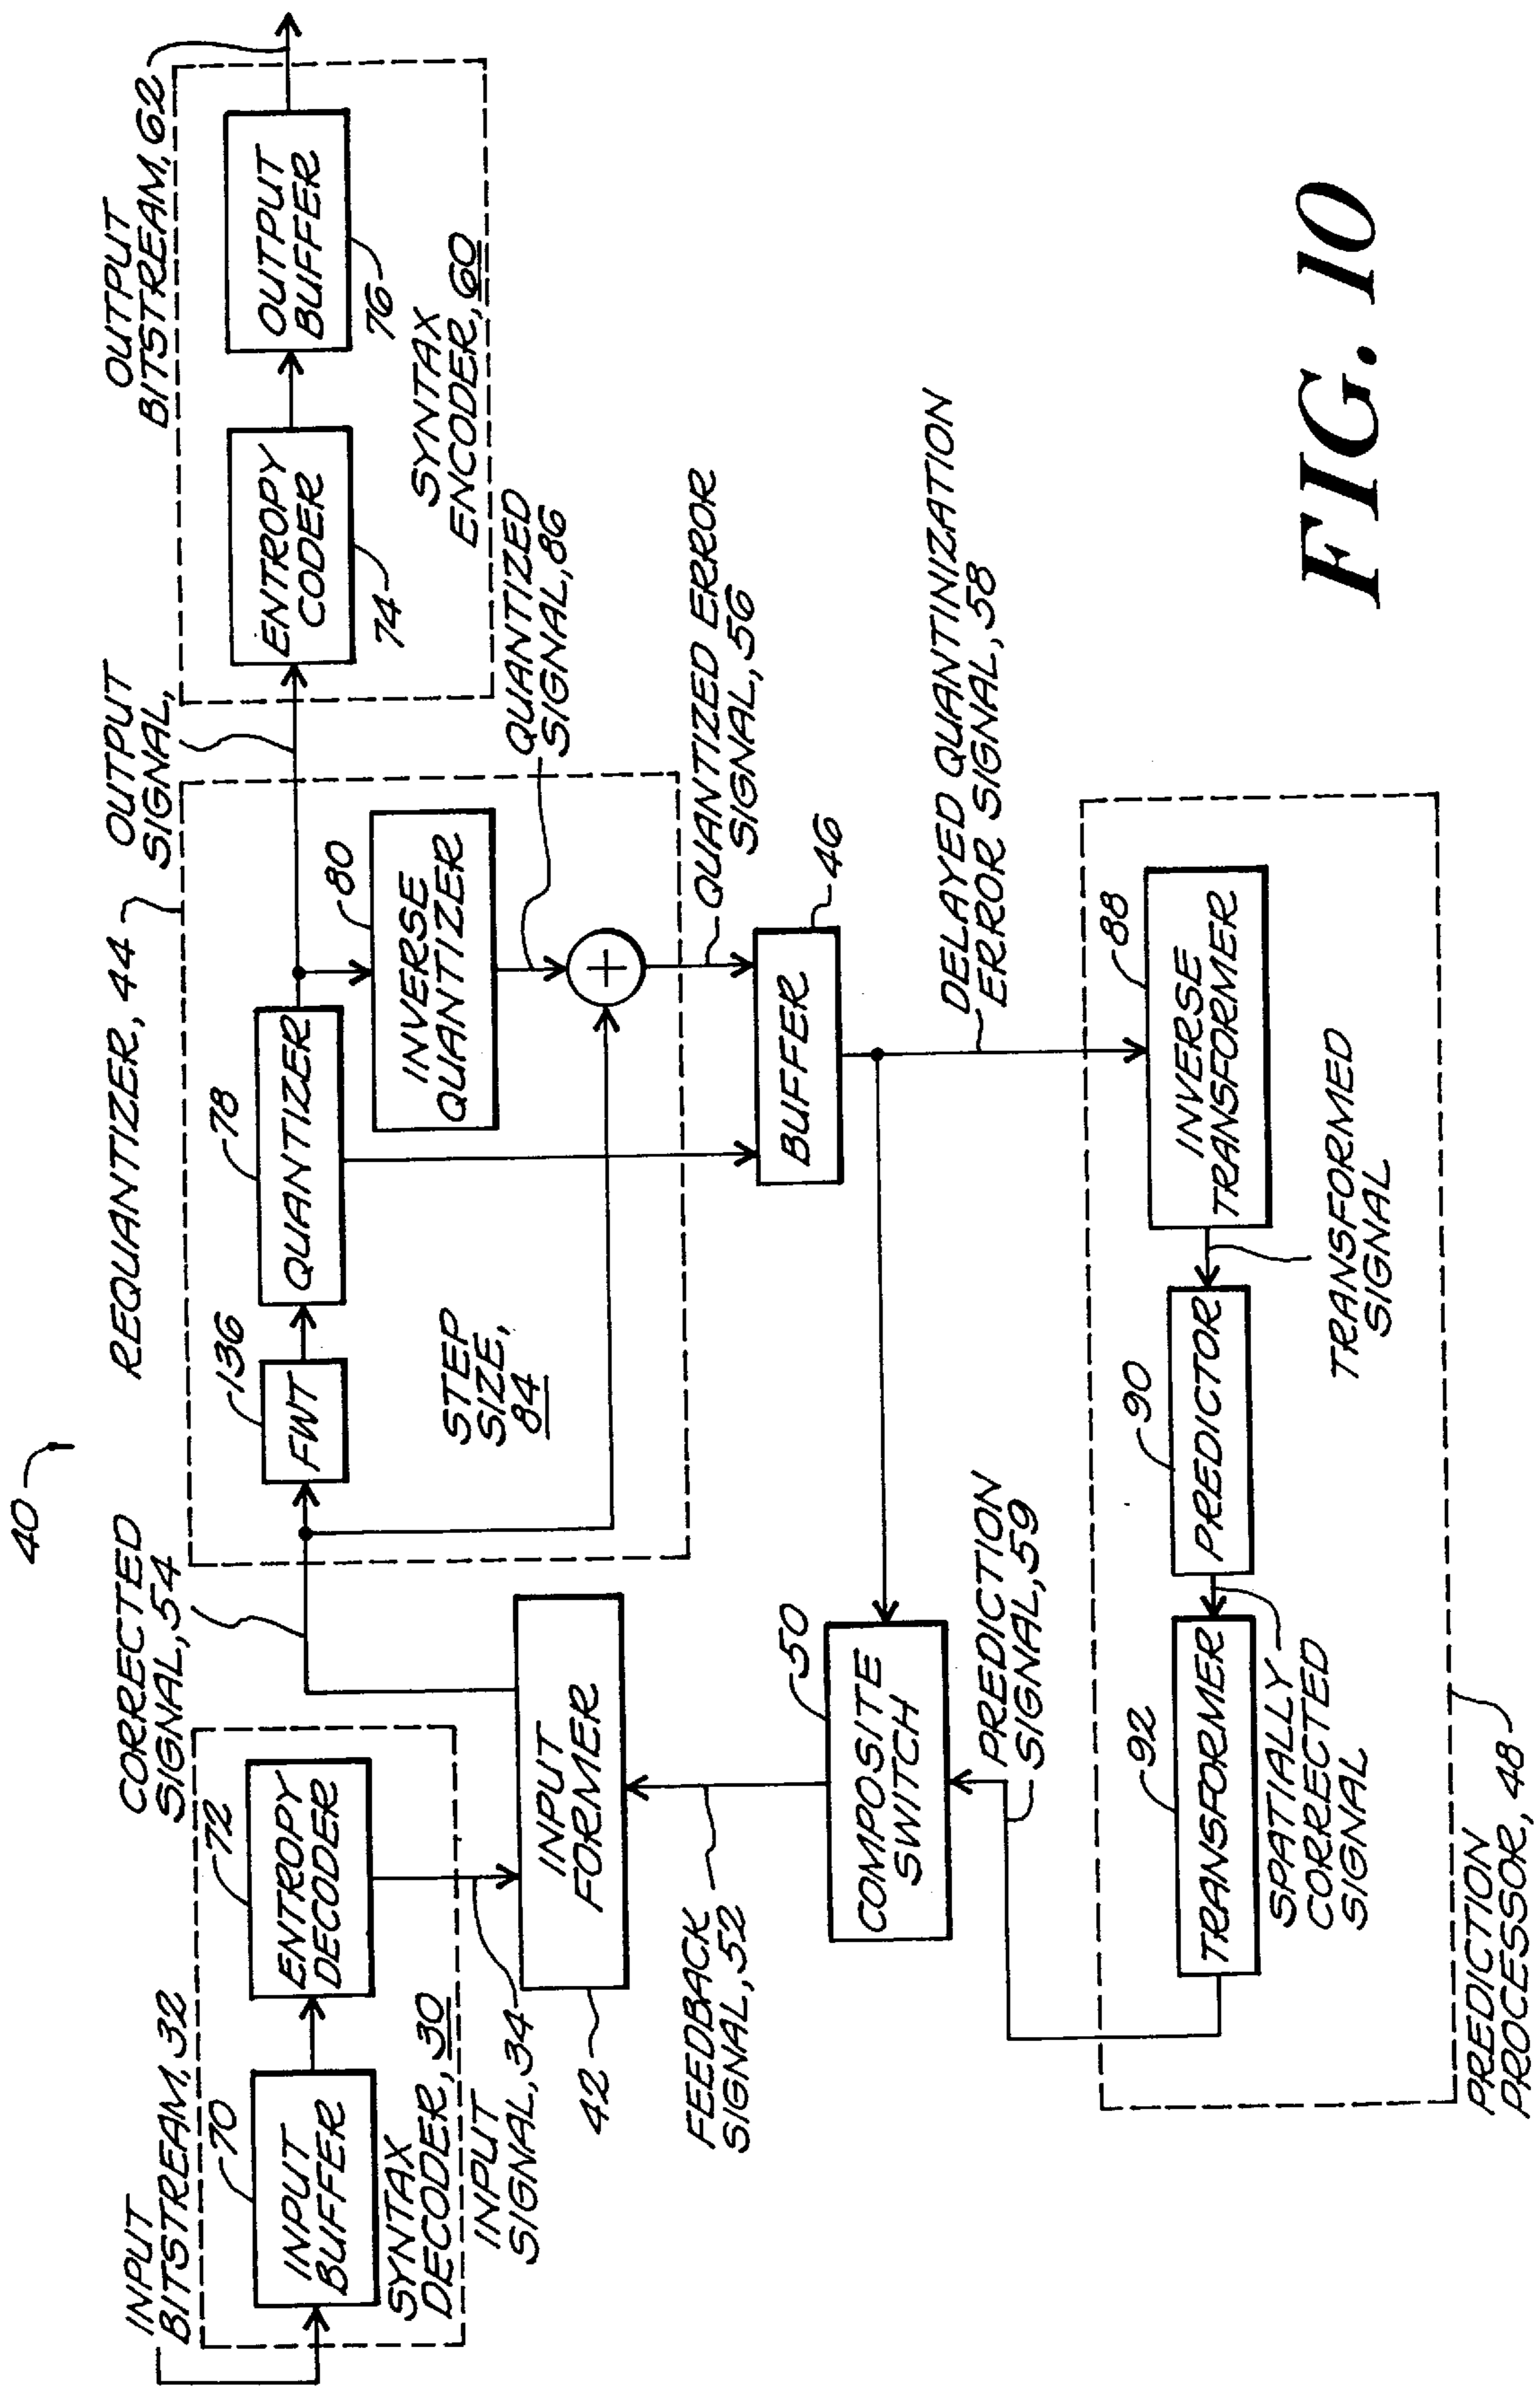 40
INPUT
BITSTREAM, 32
70
INPUT
BUFFER
72
ENTROPY
DECODER
SYNTAX
DECODER, 30
INPUT
SIGNAL, 34
CORRECTED
SIGNAL, 54
INPUT
FORMER
42
REQUANTIZER, 44
136
FWT
78
QUANTIZER
80
INVERSE
QUANTIZER
STEP
SIZE,
84
+
OUTPUT
SIGNAL,
OUTPUT
BITSTREAM, 62
ENTROPY
CODER
74
OUTPUT
BUFFER
76
SYNTAX
ENCODER, 60
QUANTIZED
SIGNAL, 86
QUANTIZED ERROR
SIGNAL, 56
BUFFER
46
DELAYED QUANTINIZATION
ERROR SIGNAL, 58
FEEDBACK
SIGNAL, 52
50
COMPOSITE
SWITCH
PREDICTION
SIGNAL, 59
92
TRANSFORMER
90
PREDICTOR
88
INVERSE
TRANSFORMER
SPATIALLY
CORRECTED
SIGNAL
TRANSFORMED
SIGNAL
PREDICTION
PROCESSOR, 48
FIG. 10